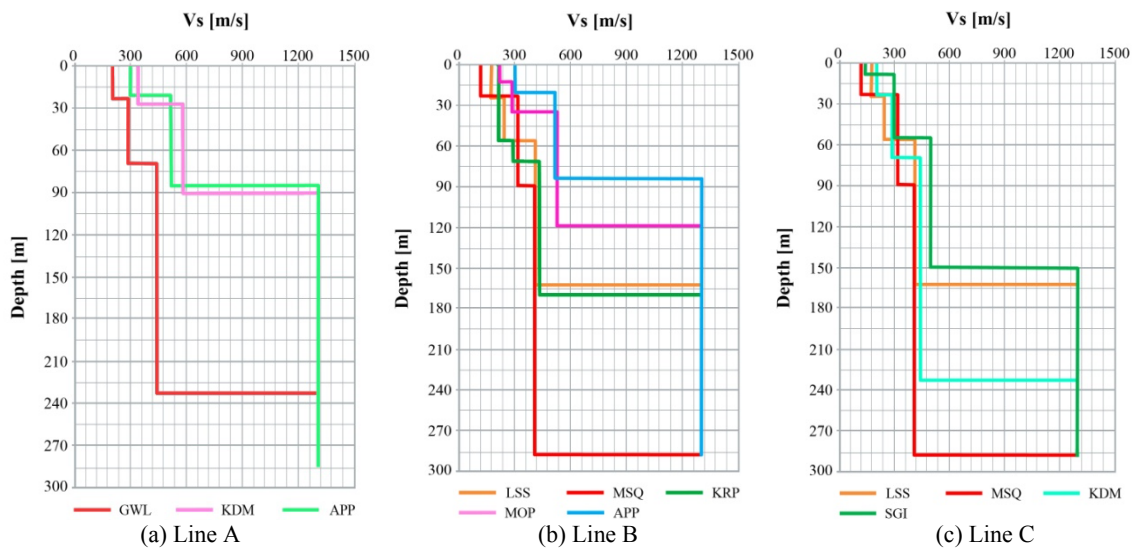 Vs [m/s]
0 300 600 900 1200 1500
0
30
60
90
120
150
180
210
240
270
300
Depth [m]
GWL KDM APP
(a) Line A
Vs [m/s]
0 300 600 900 1200 1500
0
30
60
90
120
150
180
210
240
270
300
Depth [m]
LSS MSQ KRP
MOP APP
(b) Line B
Vs [m/s]
0 300 600 900 1200 1500
0
30
60
90
120
150
180
210
240
270
300
Depth [m]
LSS MSQ KDM
SGI
(c) Line C